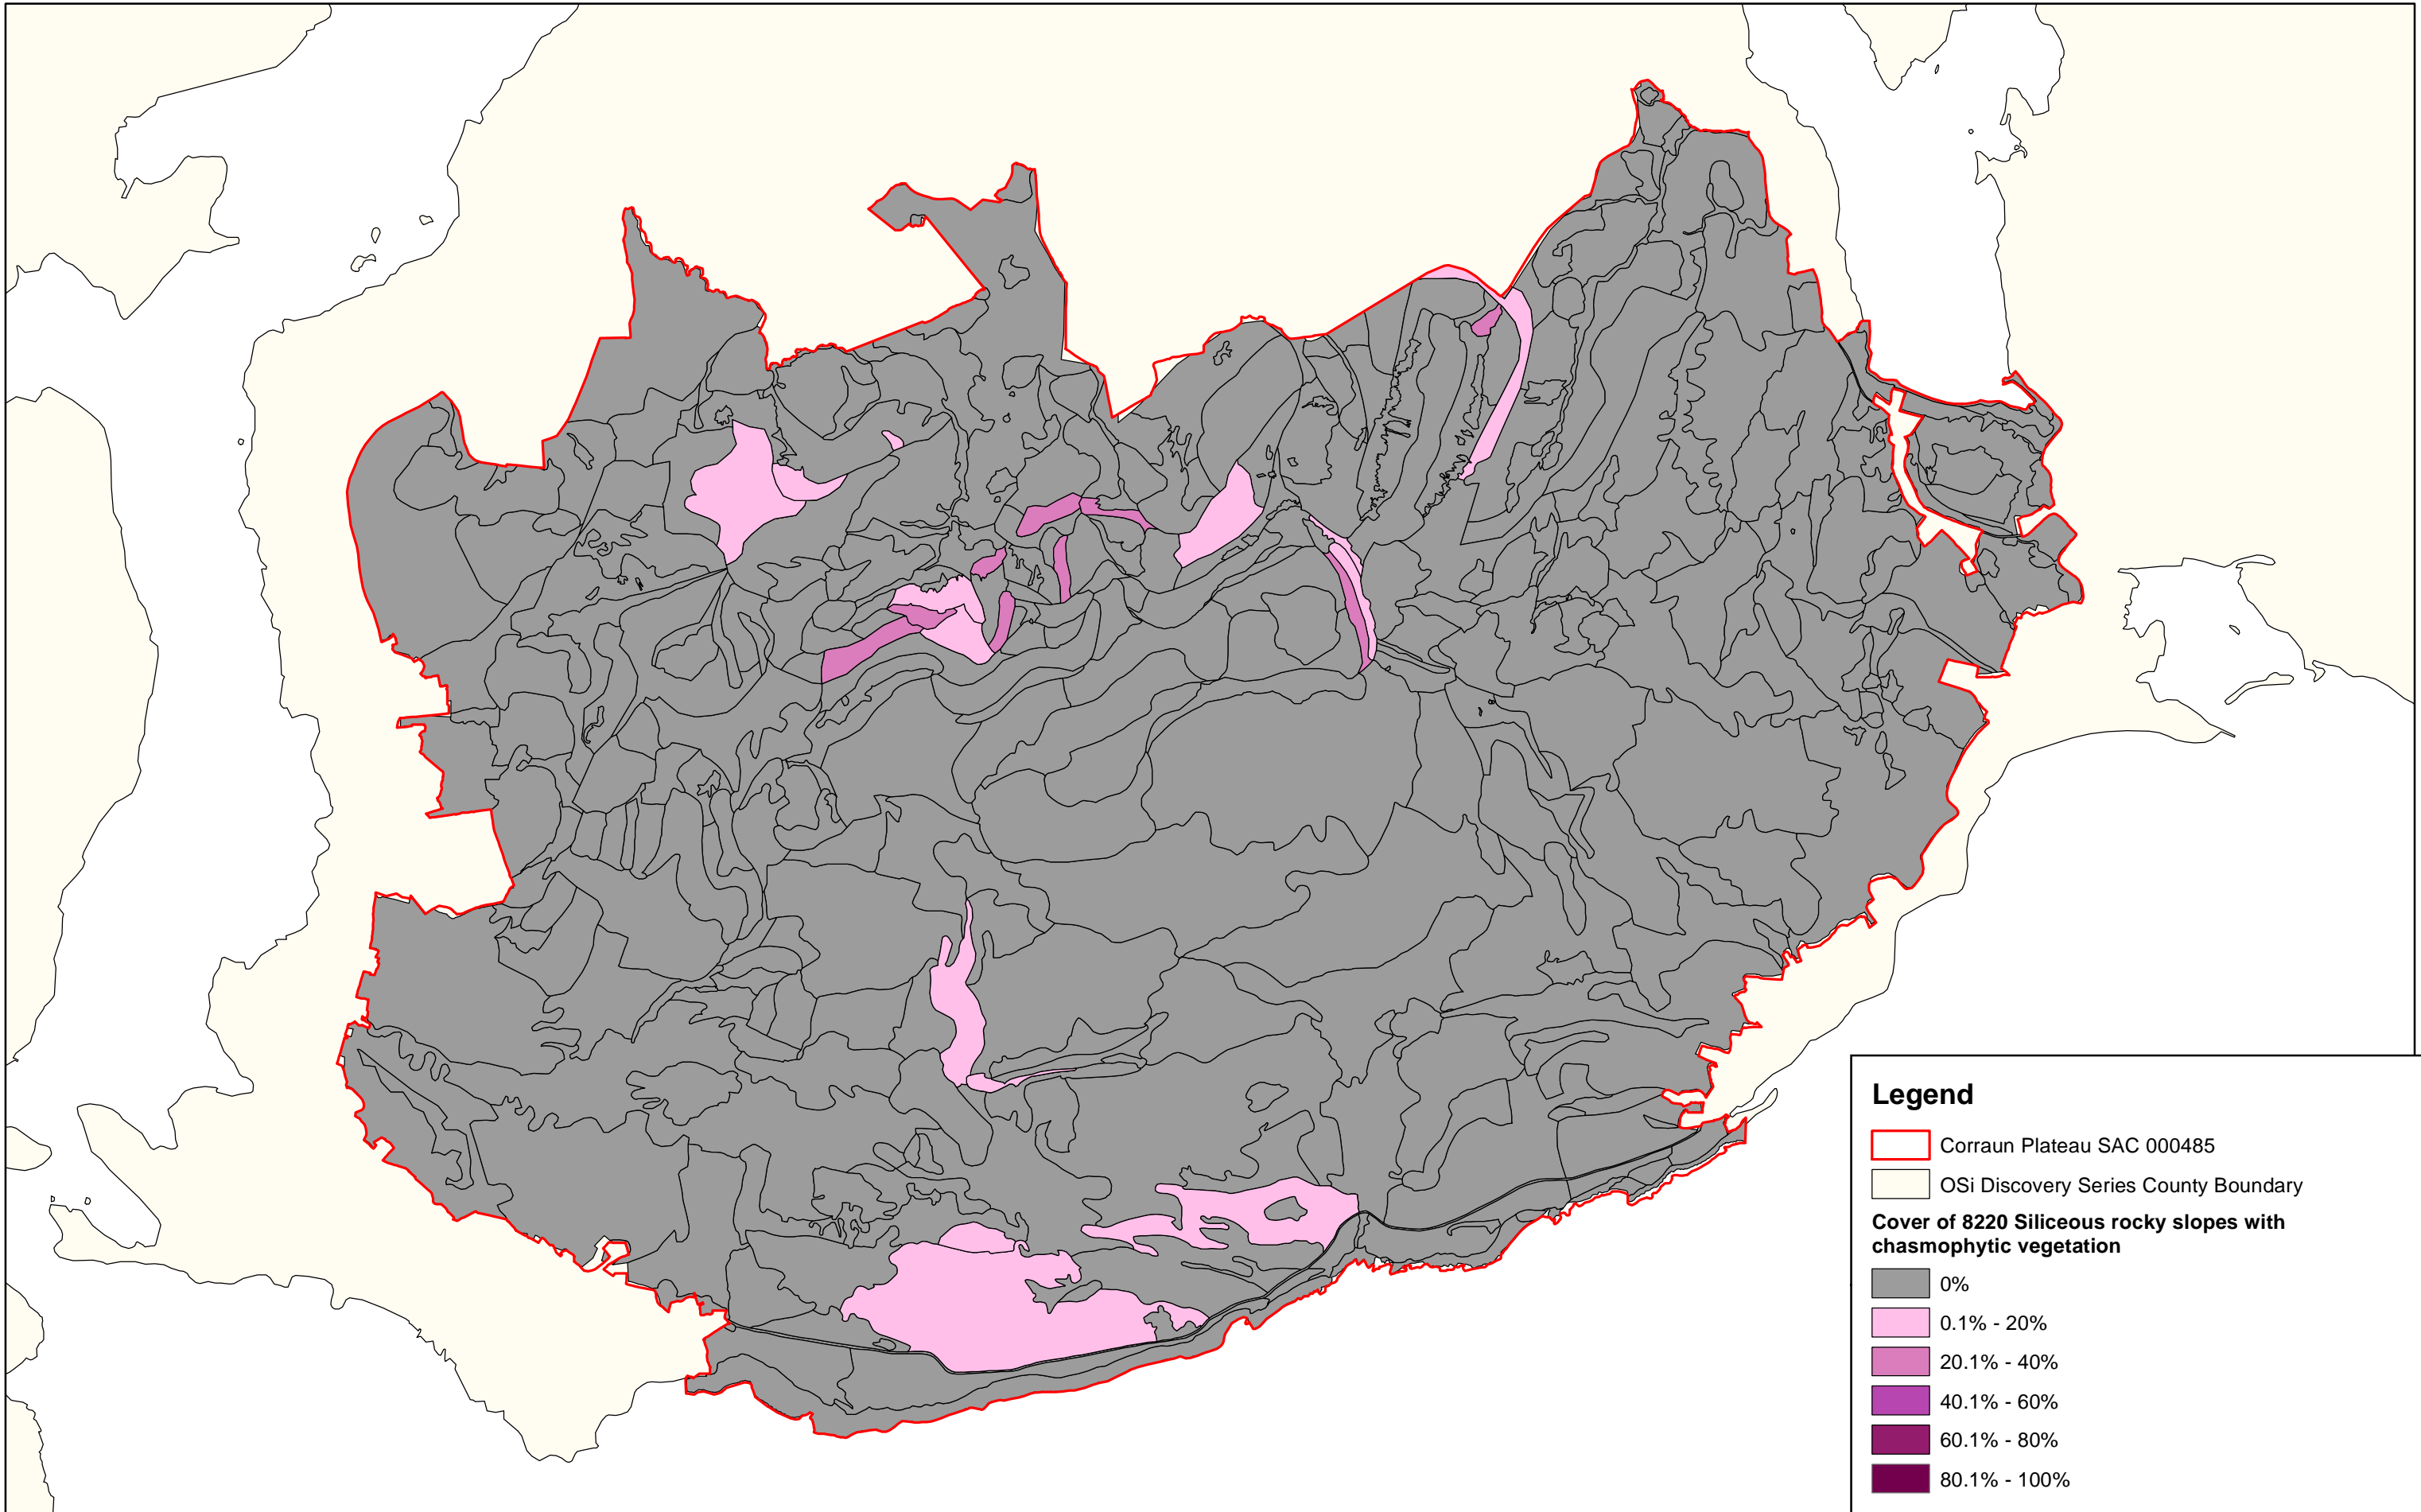 Legend
Corraun Plateau SAC 000485
OSi Discovery Series County Boundary
Cover of 8220 Siliceous rocky slopes with
chasmophytic vegetation
0%
0.1% - 20%
20.1% - 40%
40.1% - 60%
60.1% - 80%
80.1% - 100%